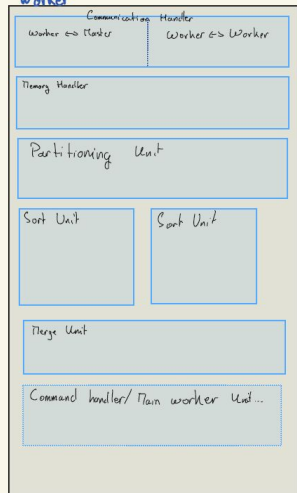 Worker
Communication Handler
Worker <-> Master
Worker <-> Worker
Memory Handler
Partitioning Unit
Sort Unit
Sort Unit
Merge Unit
Command handler/ Main worker Unit...